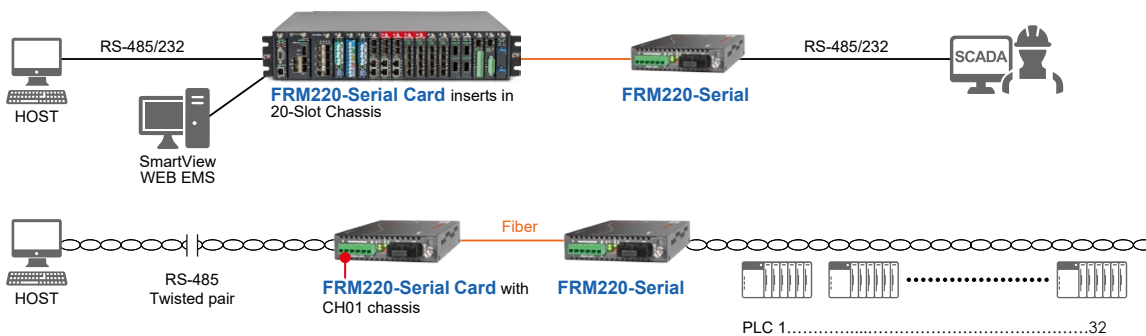 RS-485/232
RS-485/232
SCADA
HOST
FRM220-Serial Card inserts in
20-Slot Chassis
FRM220-Serial
SmartView
WEB EMS
Fiber
HOST
RS-485
Twisted pair
FRM220-Serial Card with
CH01 chassis
FRM220-Serial
PLC 1................................................................32